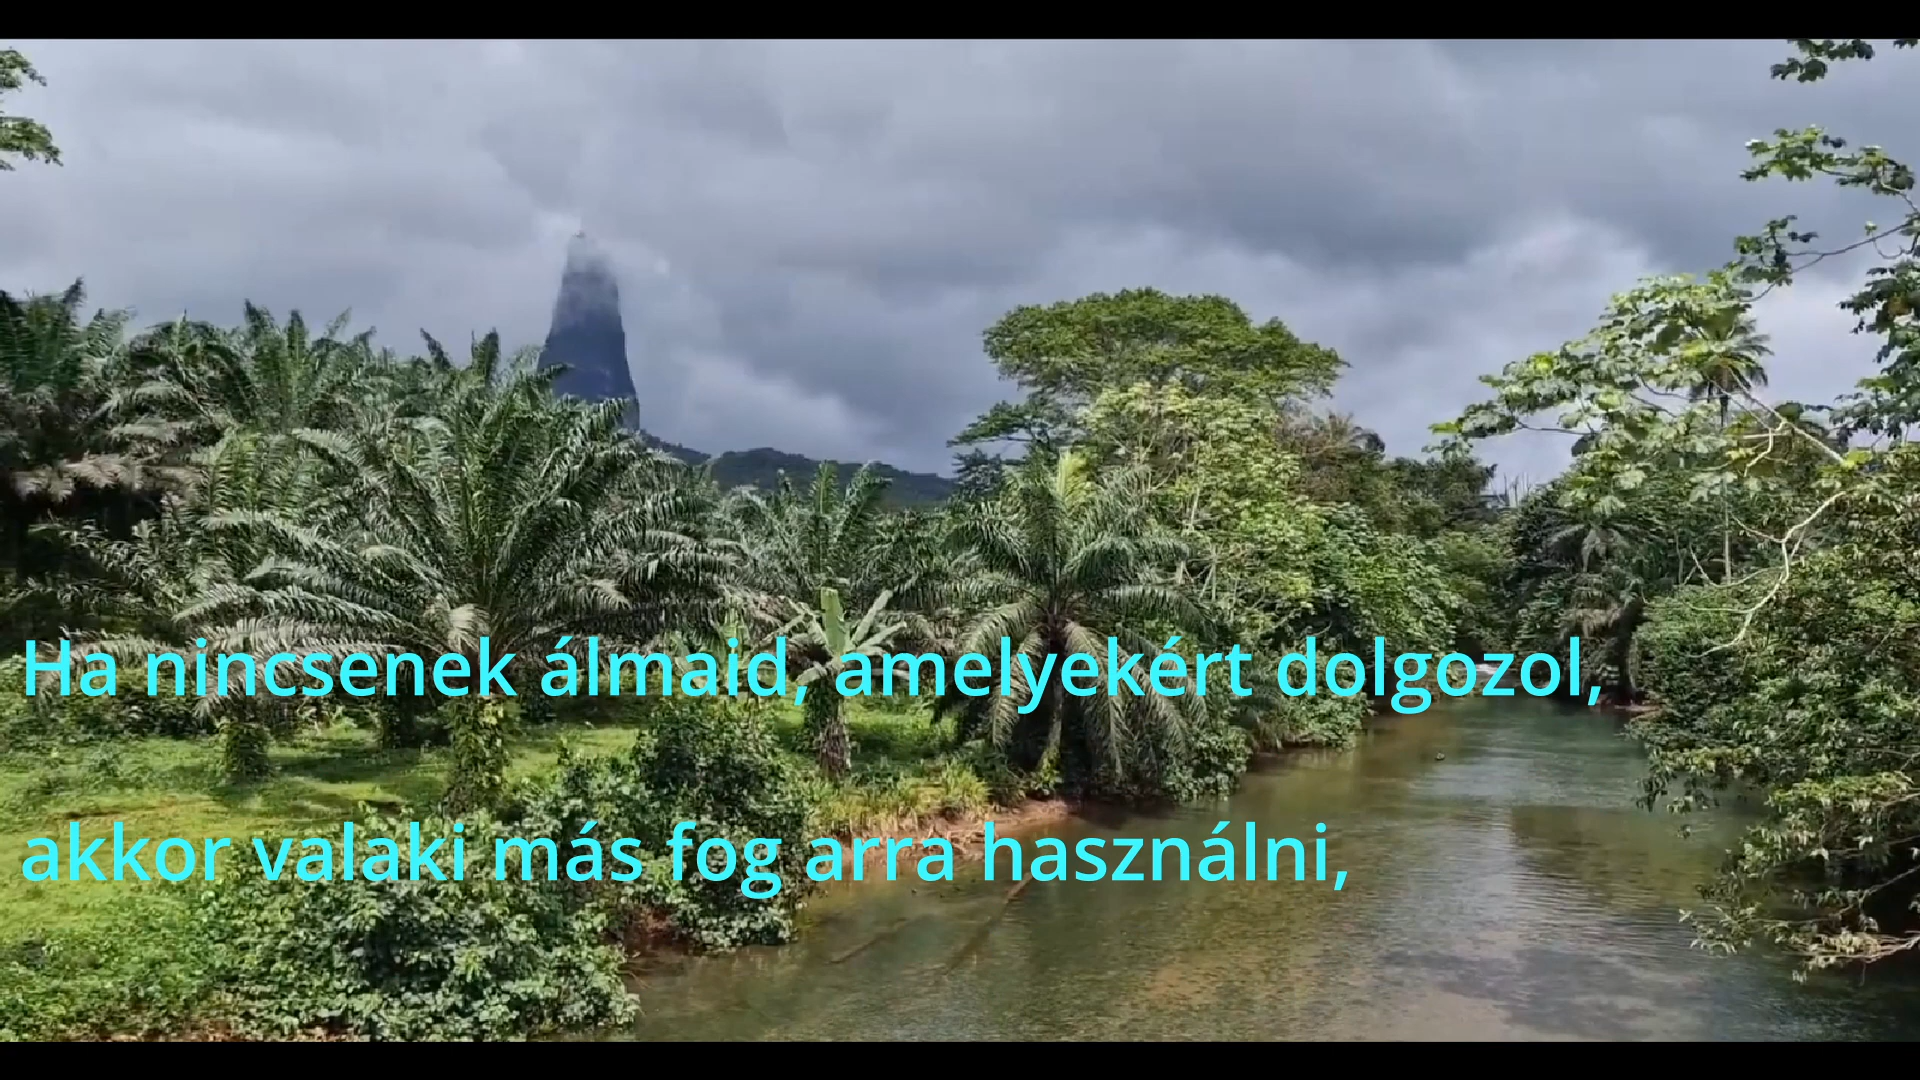 Ha nincsenek álmaid, amelyekért dolgozol,
akkor valaki más fog arra használni,